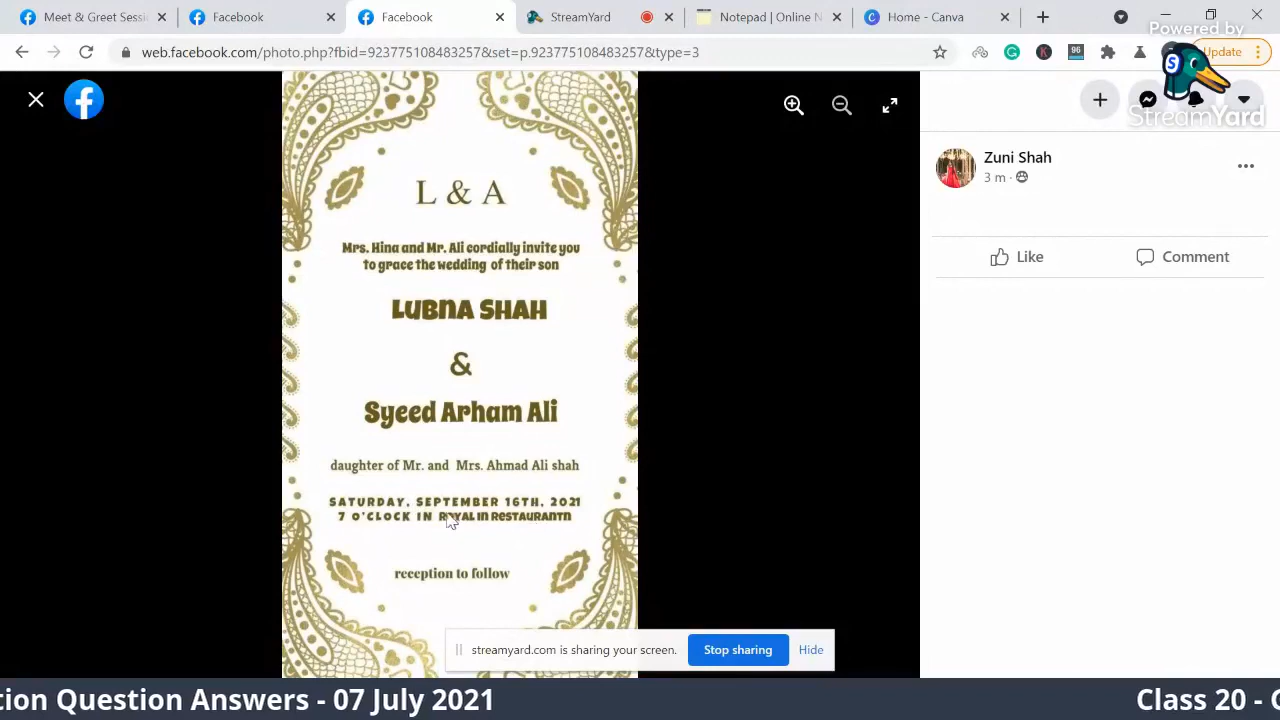 Meet & Greet Sessi
Facebook
Facebook
StreamYard
Notepad | Online N
Home - Canva
Powered by
web.facebook.com/photo.php?fbid=923775108483257&set=p.923775108483257&type=3
96
Update
StreamYard
Zuni Shah
3 m
Like
Comment
L & A
Mrs. Hina and Mr. Ali cordially invite you
to grace the wedding of their son
LUBNA SHAH
&
Syeed Arham Ali
daughter of Mr. and Mrs. Ahmad Ali shah
SATURDAY, SEPTEMBER 16TH, 2021
7 O'CLOCK IN ROYAL IN RESTAURANTN
reception to follow
streamyard.com is sharing your screen.
Stop sharing
Hide
tion Question Answers - 07 July 2021
Class 20 -